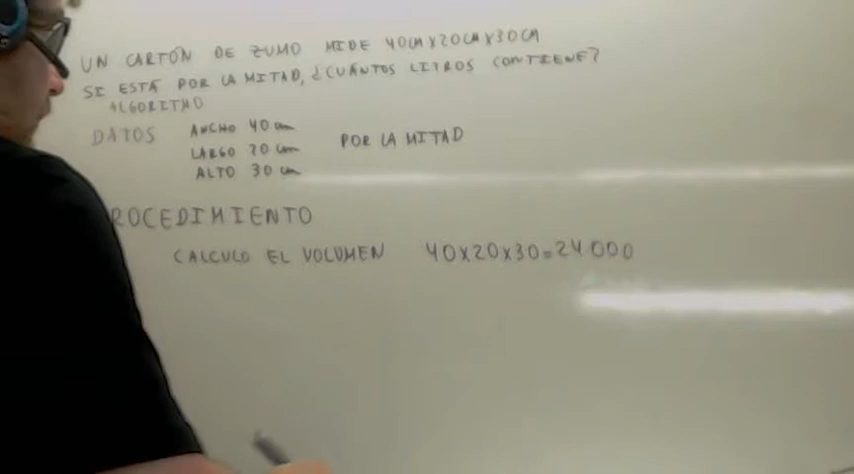 UN CARTÓN DE ZUMO MIDE 40CM X 20CM X 30CM
SI ESTÁ POR LA MITAD, ¿CUÁNTOS LITROS CONTIENE?
ALGORITMO
DATOS ANCHO 40 cm
LARGO 20 cm POR LA MITAD
ALTO 30 cm
ROCEDIMIENTO
CALCULO EL VOLUMEN 40x20x30=24 000